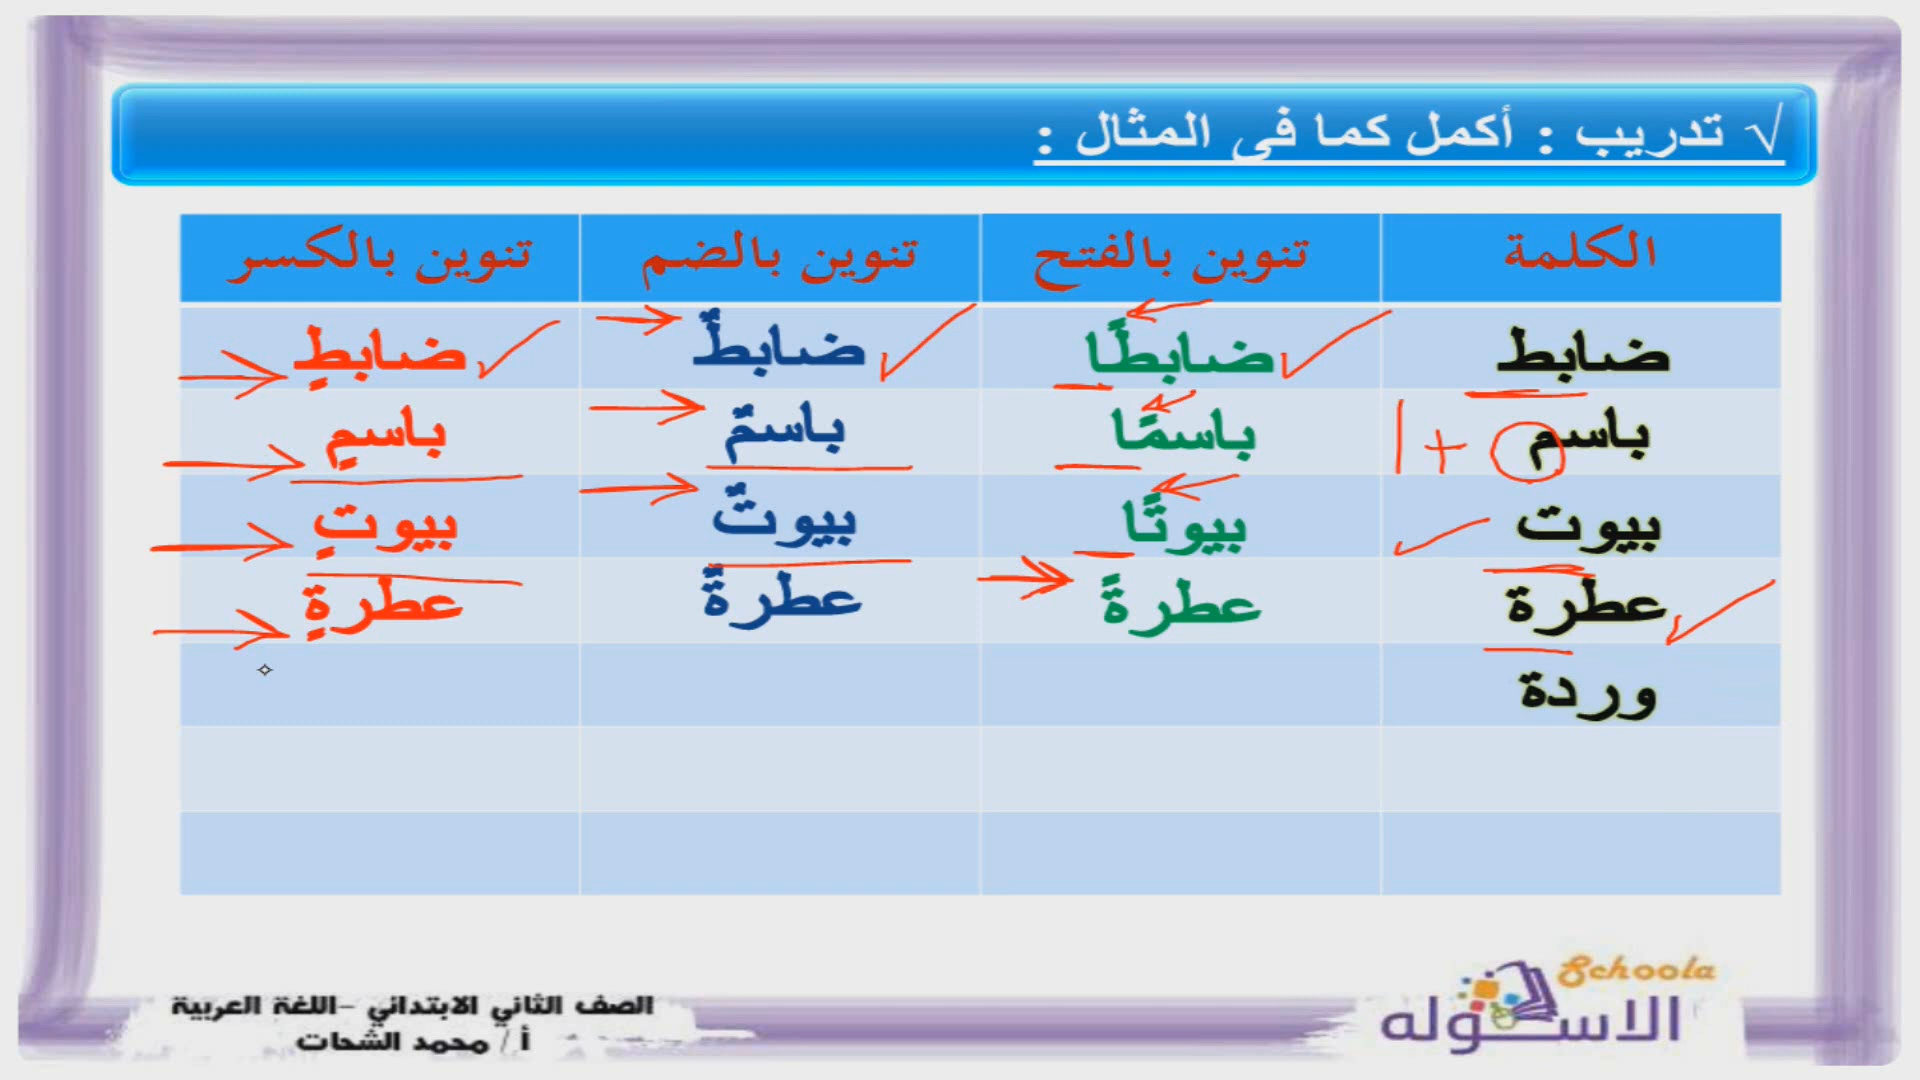 √ تدريب : أكمل كما فى المثال :
الكلمة تنوين بالفتح تنوين بالضم تنوين بالكسر
ضابط ضابطًا ضابطٌ ضابطٍ
باسم باسمًا باسمٌ باسمٍ
بيوت بيوتًا بيوتٌ بيوتٍ
عطرة عطرةً عطرةٌ عطرةٍ
وردة
الصف الثاني الابتدائي -اللغة العربية
أ / محمد الشحات
Schoola
الاسكوله